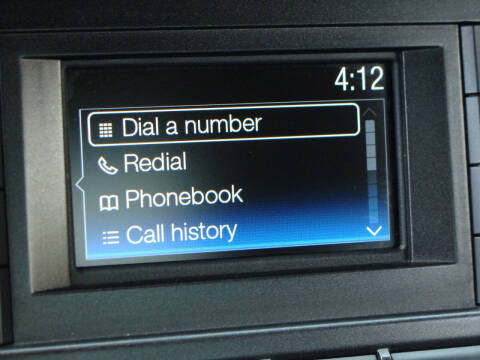 4:12
Dial a number
Redial
Phonebook
Call history